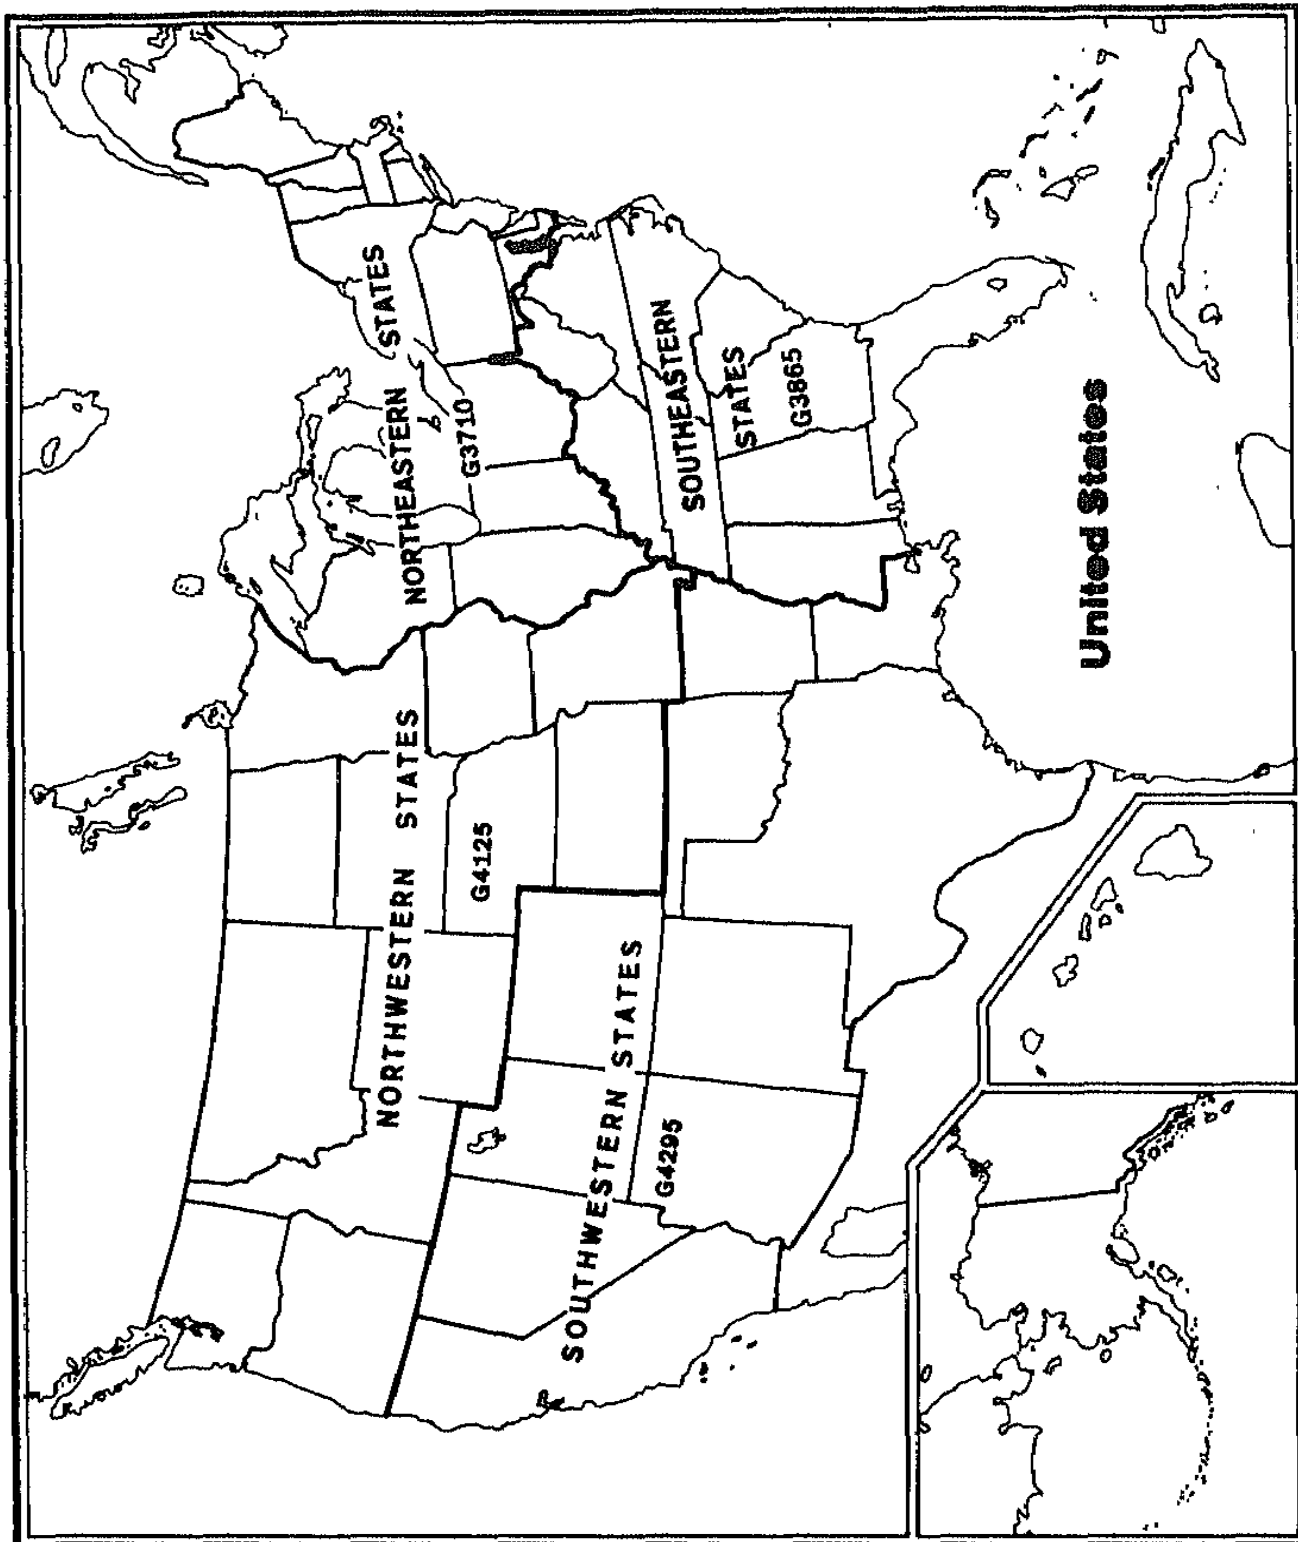 NORTHWESTERN STATES
G4125
NORTHEASTERN STATES
G3710
SOUTHWESTERN STATES
G4295
SOUTHEASTERN
STATES
G3865
United States